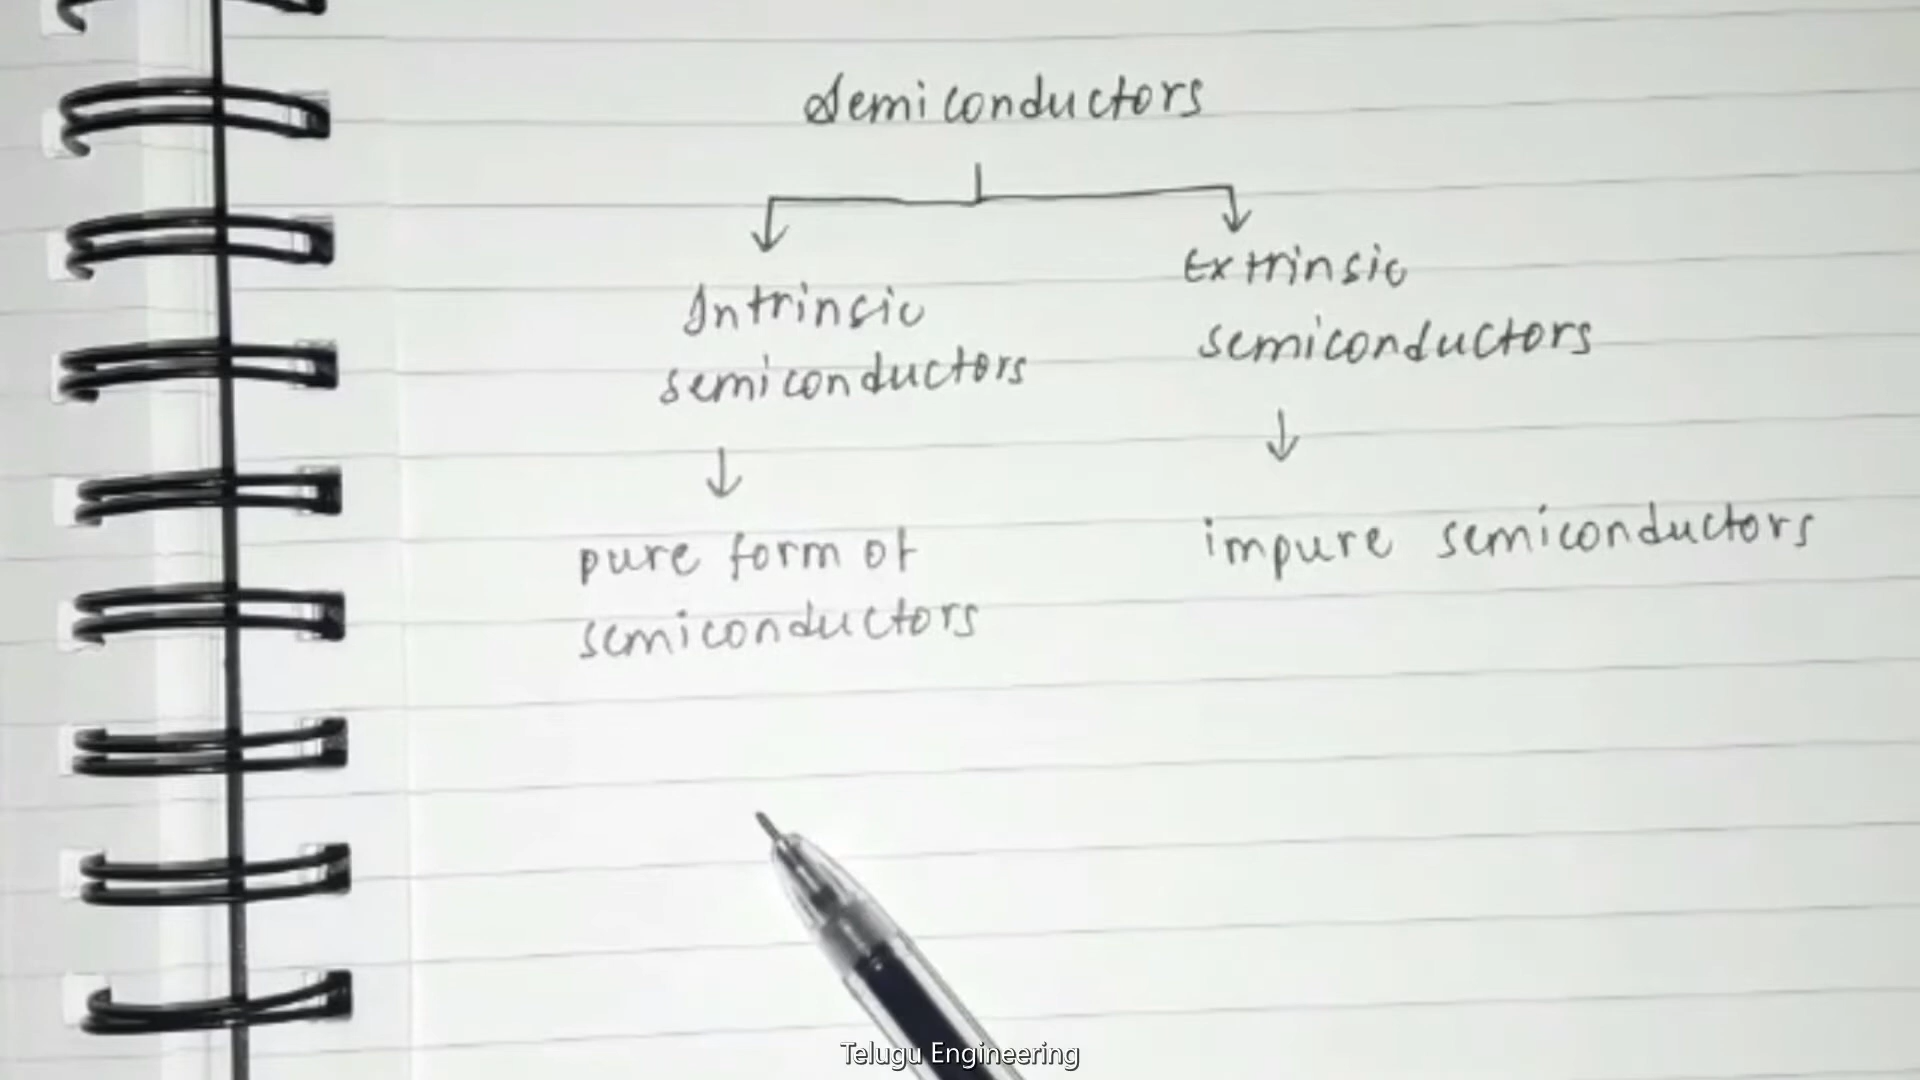 Semiconductors
Intrinsic
semiconductors
Extrinsic
semiconductors
pure form of
semiconductors
impure semiconductors
Telugu Engineering